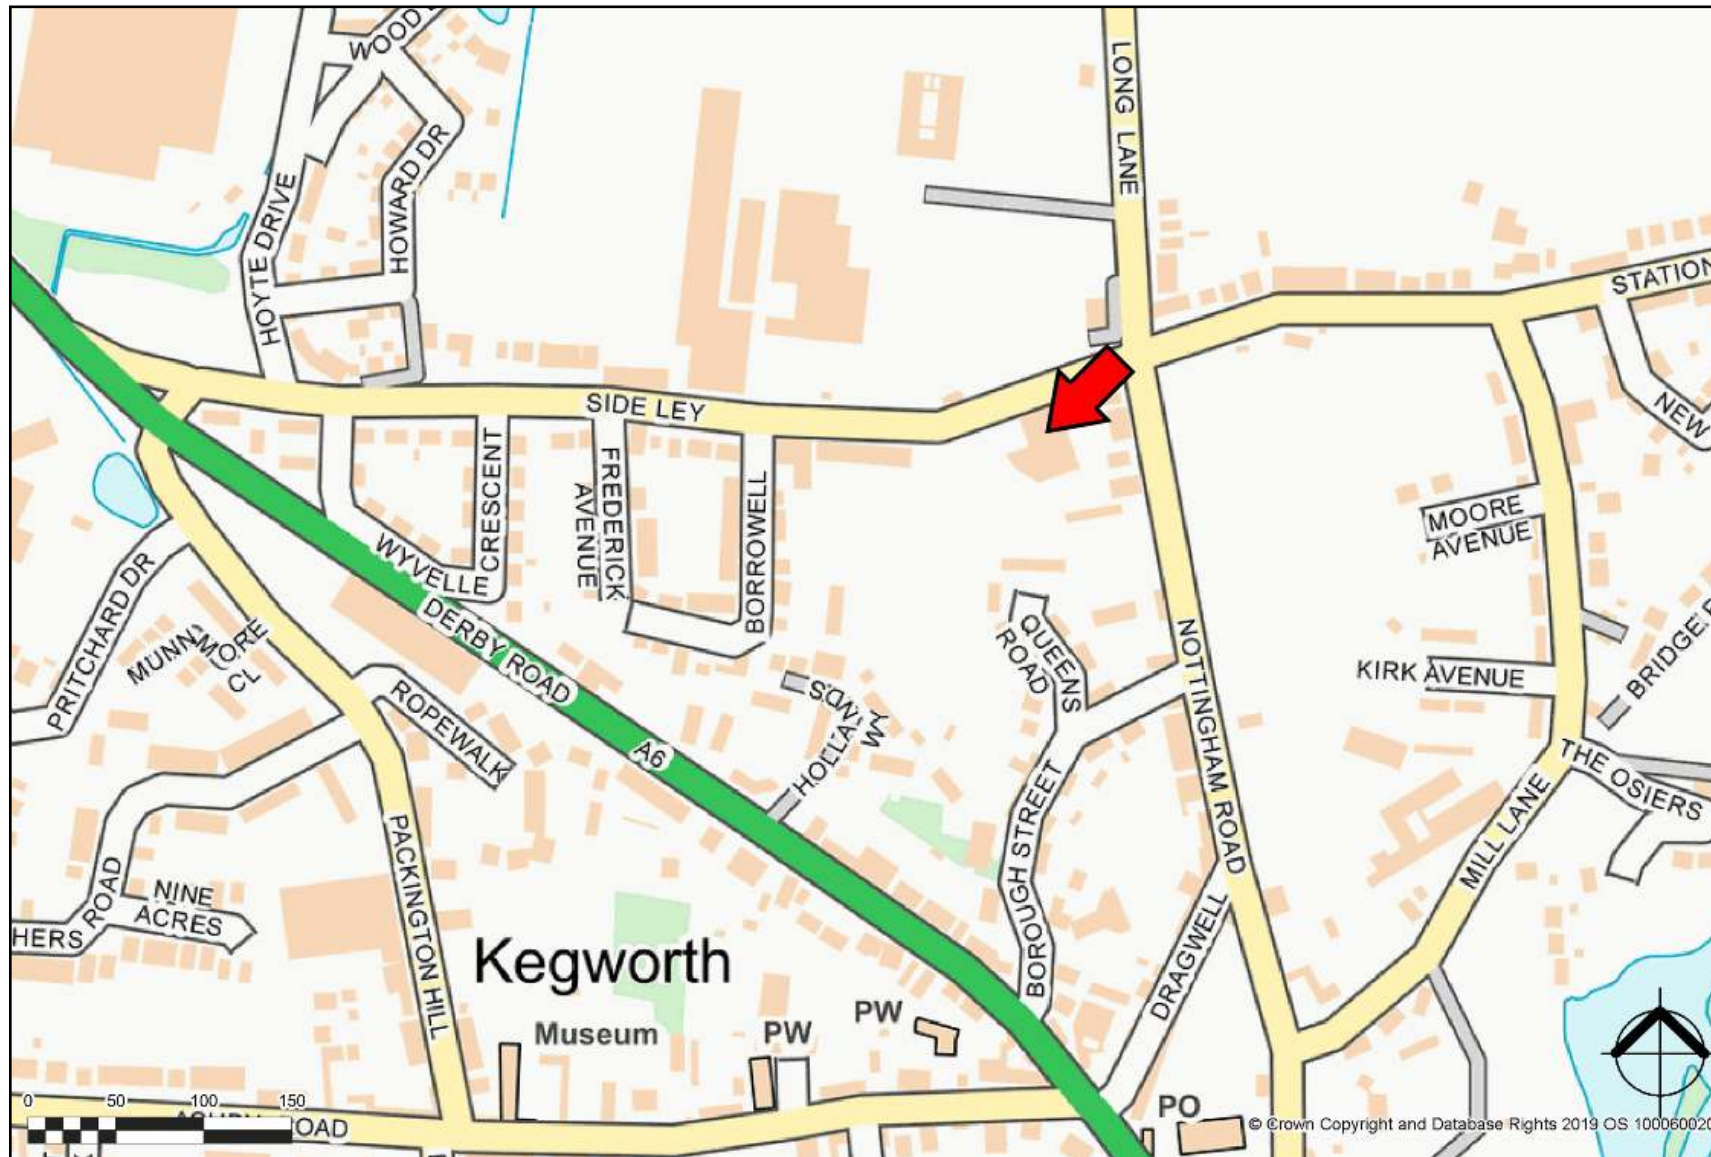 WOOD
LONG LANE
HOWARD DR
HOYTE DRIVE
STATION
SIDE LEY
NEW
CRESCENT
FREDERICK
AVENUE
BORROWELL
MOORE
AVENUE
WYVELLE
PRITCHARD DR
DERBY ROAD
QUEENS
ROAD
NOTTINGHAM ROAD
MUNNIMORE
CL
KIRK AVENUE
ROPEWALK
A6
HOLLANDS
THE OSIERS
BOROUGH STREET
MILL LANE
PACKINGTON HILL
NINE
ACRES
HERS ROAD
DRAGWELL
Kegworth
PW
Museum
PW
0 50 100 150
PO
OAD
© Crown Copyright and Database Rights 2019 OS 100060020